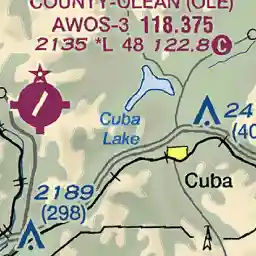 COUNTY-OLEAN (OLE)
AWOS-3 118.375
2135 *L 48 122.8 C
Cuba
Lake
24
(40
Cuba
2189
(298)